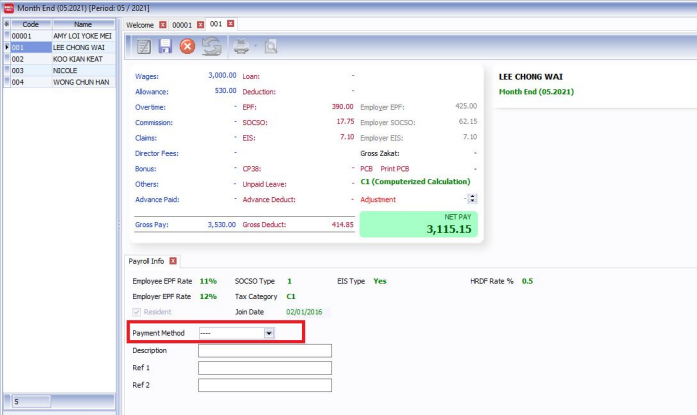 Month End (05.2021) [Period: 05 / 2021]
Code Name
00001 AMY LOI YOKE MEI
001 LEE CHONG WAI
002 KOO KIAN KEAT
003 NICOLE
004 WONG CHUN HAN
5
Welcome 00001 001
Wages: 3,000.00 Loan: -
Allowance: 530.00 Deduction: -
Overtime: - EPF: 390.00 Employer EPF: 425.00
Commission: - SOCSO: 17.75 Employer SOCSO: 62.15
Claims: - EIS: 7.10 Employer EIS: 7.10
Director Fees: - Gross Zakat: -
Bonus: - CP38: - PCB Print PCB -
Others: - Unpaid Leave: - C1 (Computerized Calculation)
Advance Paid: - Advance Deduct: - Adjustment -
Gross Pay: 3,530.00 Gross Deduct: 414.85
NET PAY
3,115.15
LEE CHONG WAI
Month End (05.2021)
Payroll Info
Employee EPF Rate 11% SOCSO Type 1 EIS Type Yes HRDF Rate % 0.5
Employer EPF Rate 12% Tax Category C1
Resident Join Date 02/01/2016
Payment Method ----
Description
Ref 1
Ref 2